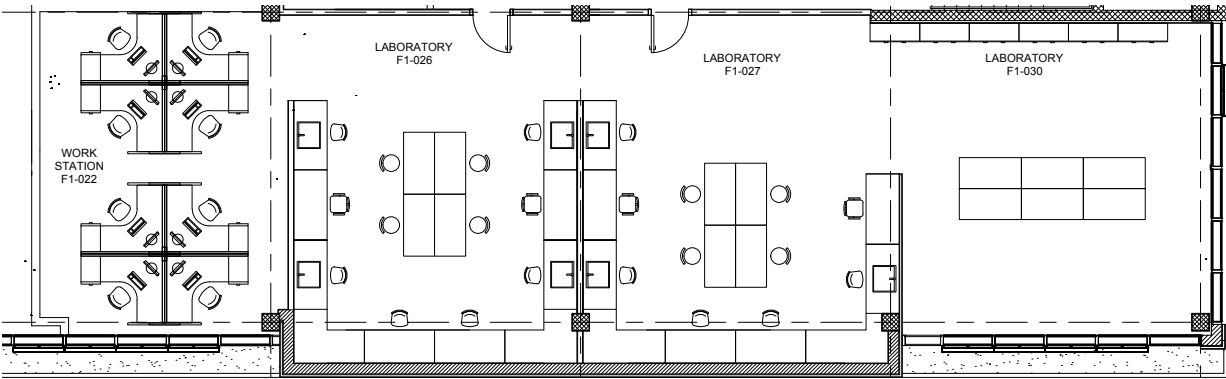 LABORATORY
F1-026
LABORATORY
F1-027
LABORATORY
F1-030
WORK
STATION
F1-022